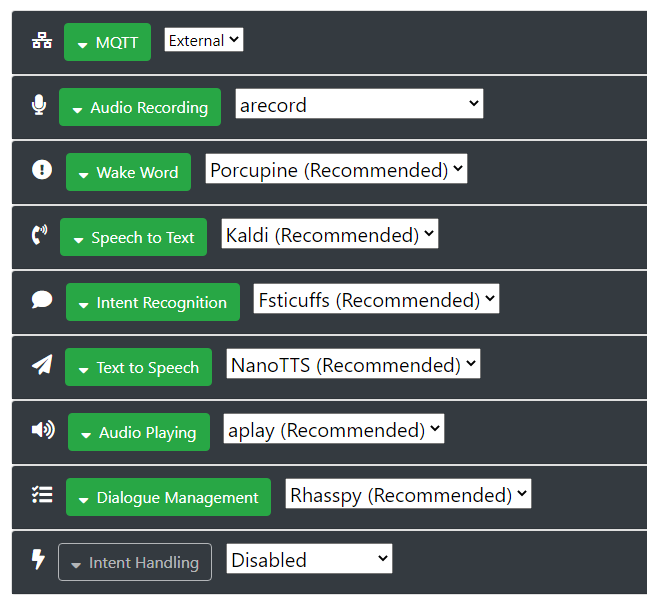 MQTT External
Audio Recording arecord
Wake Word Porcupine (Recommended)
Speech to Text Kaldi (Recommended)
Intent Recognition Fsticuffs (Recommended)
Text to Speech NanoTTS (Recommended)
Audio Playing aplay (Recommended)
Dialogue Management Rhasspy (Recommended)
Intent Handling Disabled